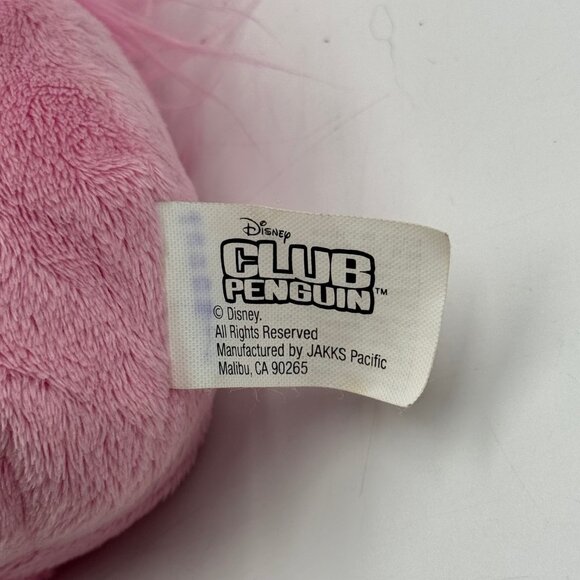 Disney
CLUB
PENGUIN™
© Disney.
All Rights Reserved
Manufactured by JAKKS Pacific
Malibu, CA 90265